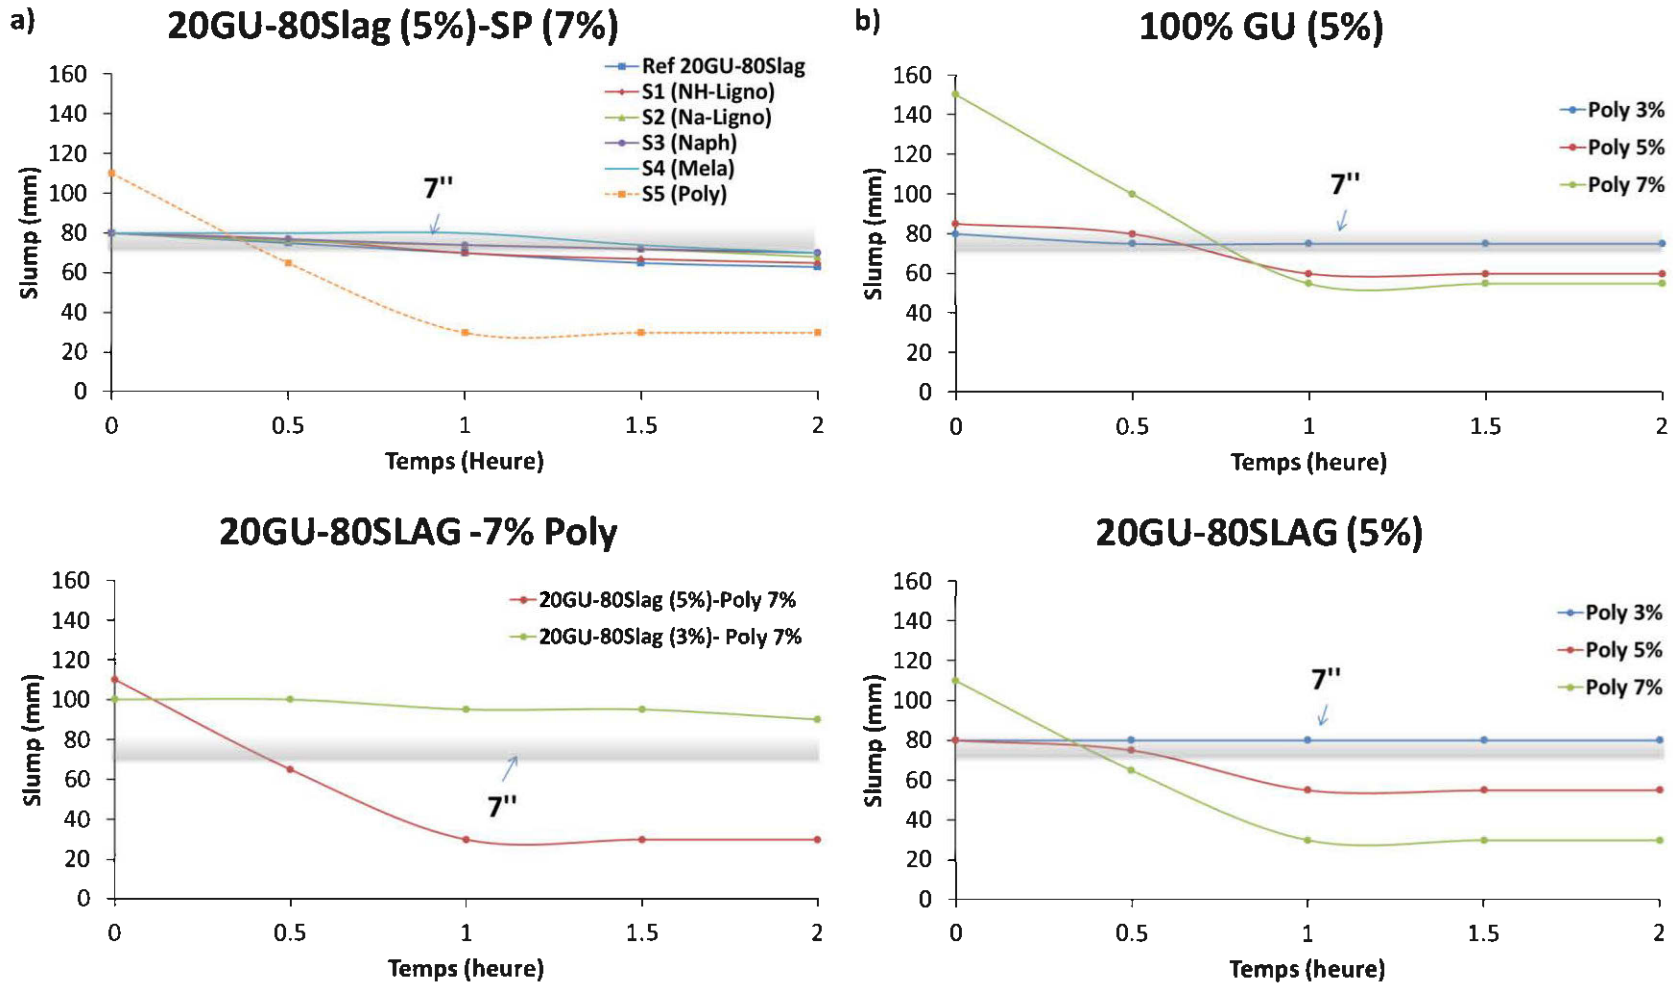 a)
20GU-80Slag (5%)-SP (7%)
Ref 20GU-80Slag
S1 (NH-Ligno)
S2 (Na-Ligno)
S3 (Naph)
S4 (Mela)
S5 (Poly)
7"
Slump (mm)
160
140
120
100
80
60
40
20
0
0 0.5 1 1.5 2
Temps (Heure)
b)
100% GU (5%)
Poly 3%
Poly 5%
Poly 7%
7"
Slump (mm)
160
140
120
100
80
60
40
20
0
0 0.5 1 1.5 2
Temps (heure)
20GU-80SLAG -7% Poly
20GU-80Slag (5%)-Poly 7%
20GU-80Slag (3%)- Poly 7%
7"
Slump (mm)
160
140
120
100
80
60
40
20
0
0 0.5 1 1.5 2
Temps (heure)
20GU-80SLAG (5%)
Poly 3%
Poly 5%
Poly 7%
7"
Slump (mm)
160
140
120
100
80
60
40
20
0
0 0.5 1 1.5 2
Temps (heure)